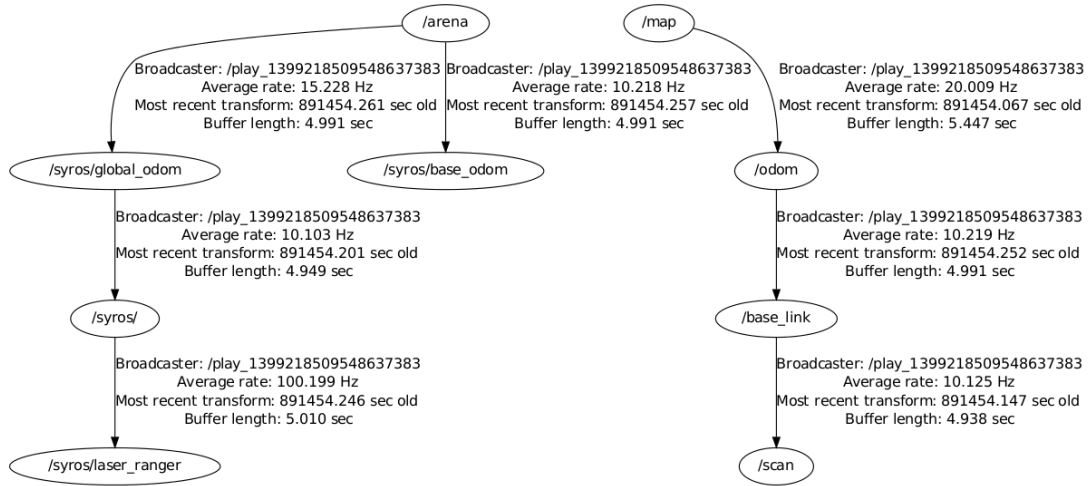 /arena
/map
Broadcaster: /play_1399218509548637383
Average rate: 15.228 Hz
Most recent transform: 891454.261 sec old
Buffer length: 4.991 sec
Broadcaster: /play_1399218509548637383
Average rate: 10.218 Hz
Most recent transform: 891454.257 sec old
Buffer length: 4.991 sec
Broadcaster: /play_1399218509548637383
Average rate: 20.009 Hz
Most recent transform: 891454.067 sec old
Buffer length: 5.447 sec
/syros/global_odom
/syros/base_odom
/odom
Broadcaster: /play_1399218509548637383
Average rate: 10.103 Hz
Most recent transform: 891454.201 sec old
Buffer length: 4.949 sec
Broadcaster: /play_1399218509548637383
Average rate: 10.219 Hz
Most recent transform: 891454.252 sec old
Buffer length: 4.991 sec
/syros/
/base_link
Broadcaster: /play_1399218509548637383
Average rate: 100.199 Hz
Most recent transform: 891454.246 sec old
Buffer length: 5.010 sec
Broadcaster: /play_1399218509548637383
Average rate: 10.125 Hz
Most recent transform: 891454.147 sec old
Buffer length: 4.938 sec
/syros/laser_ranger
/scan